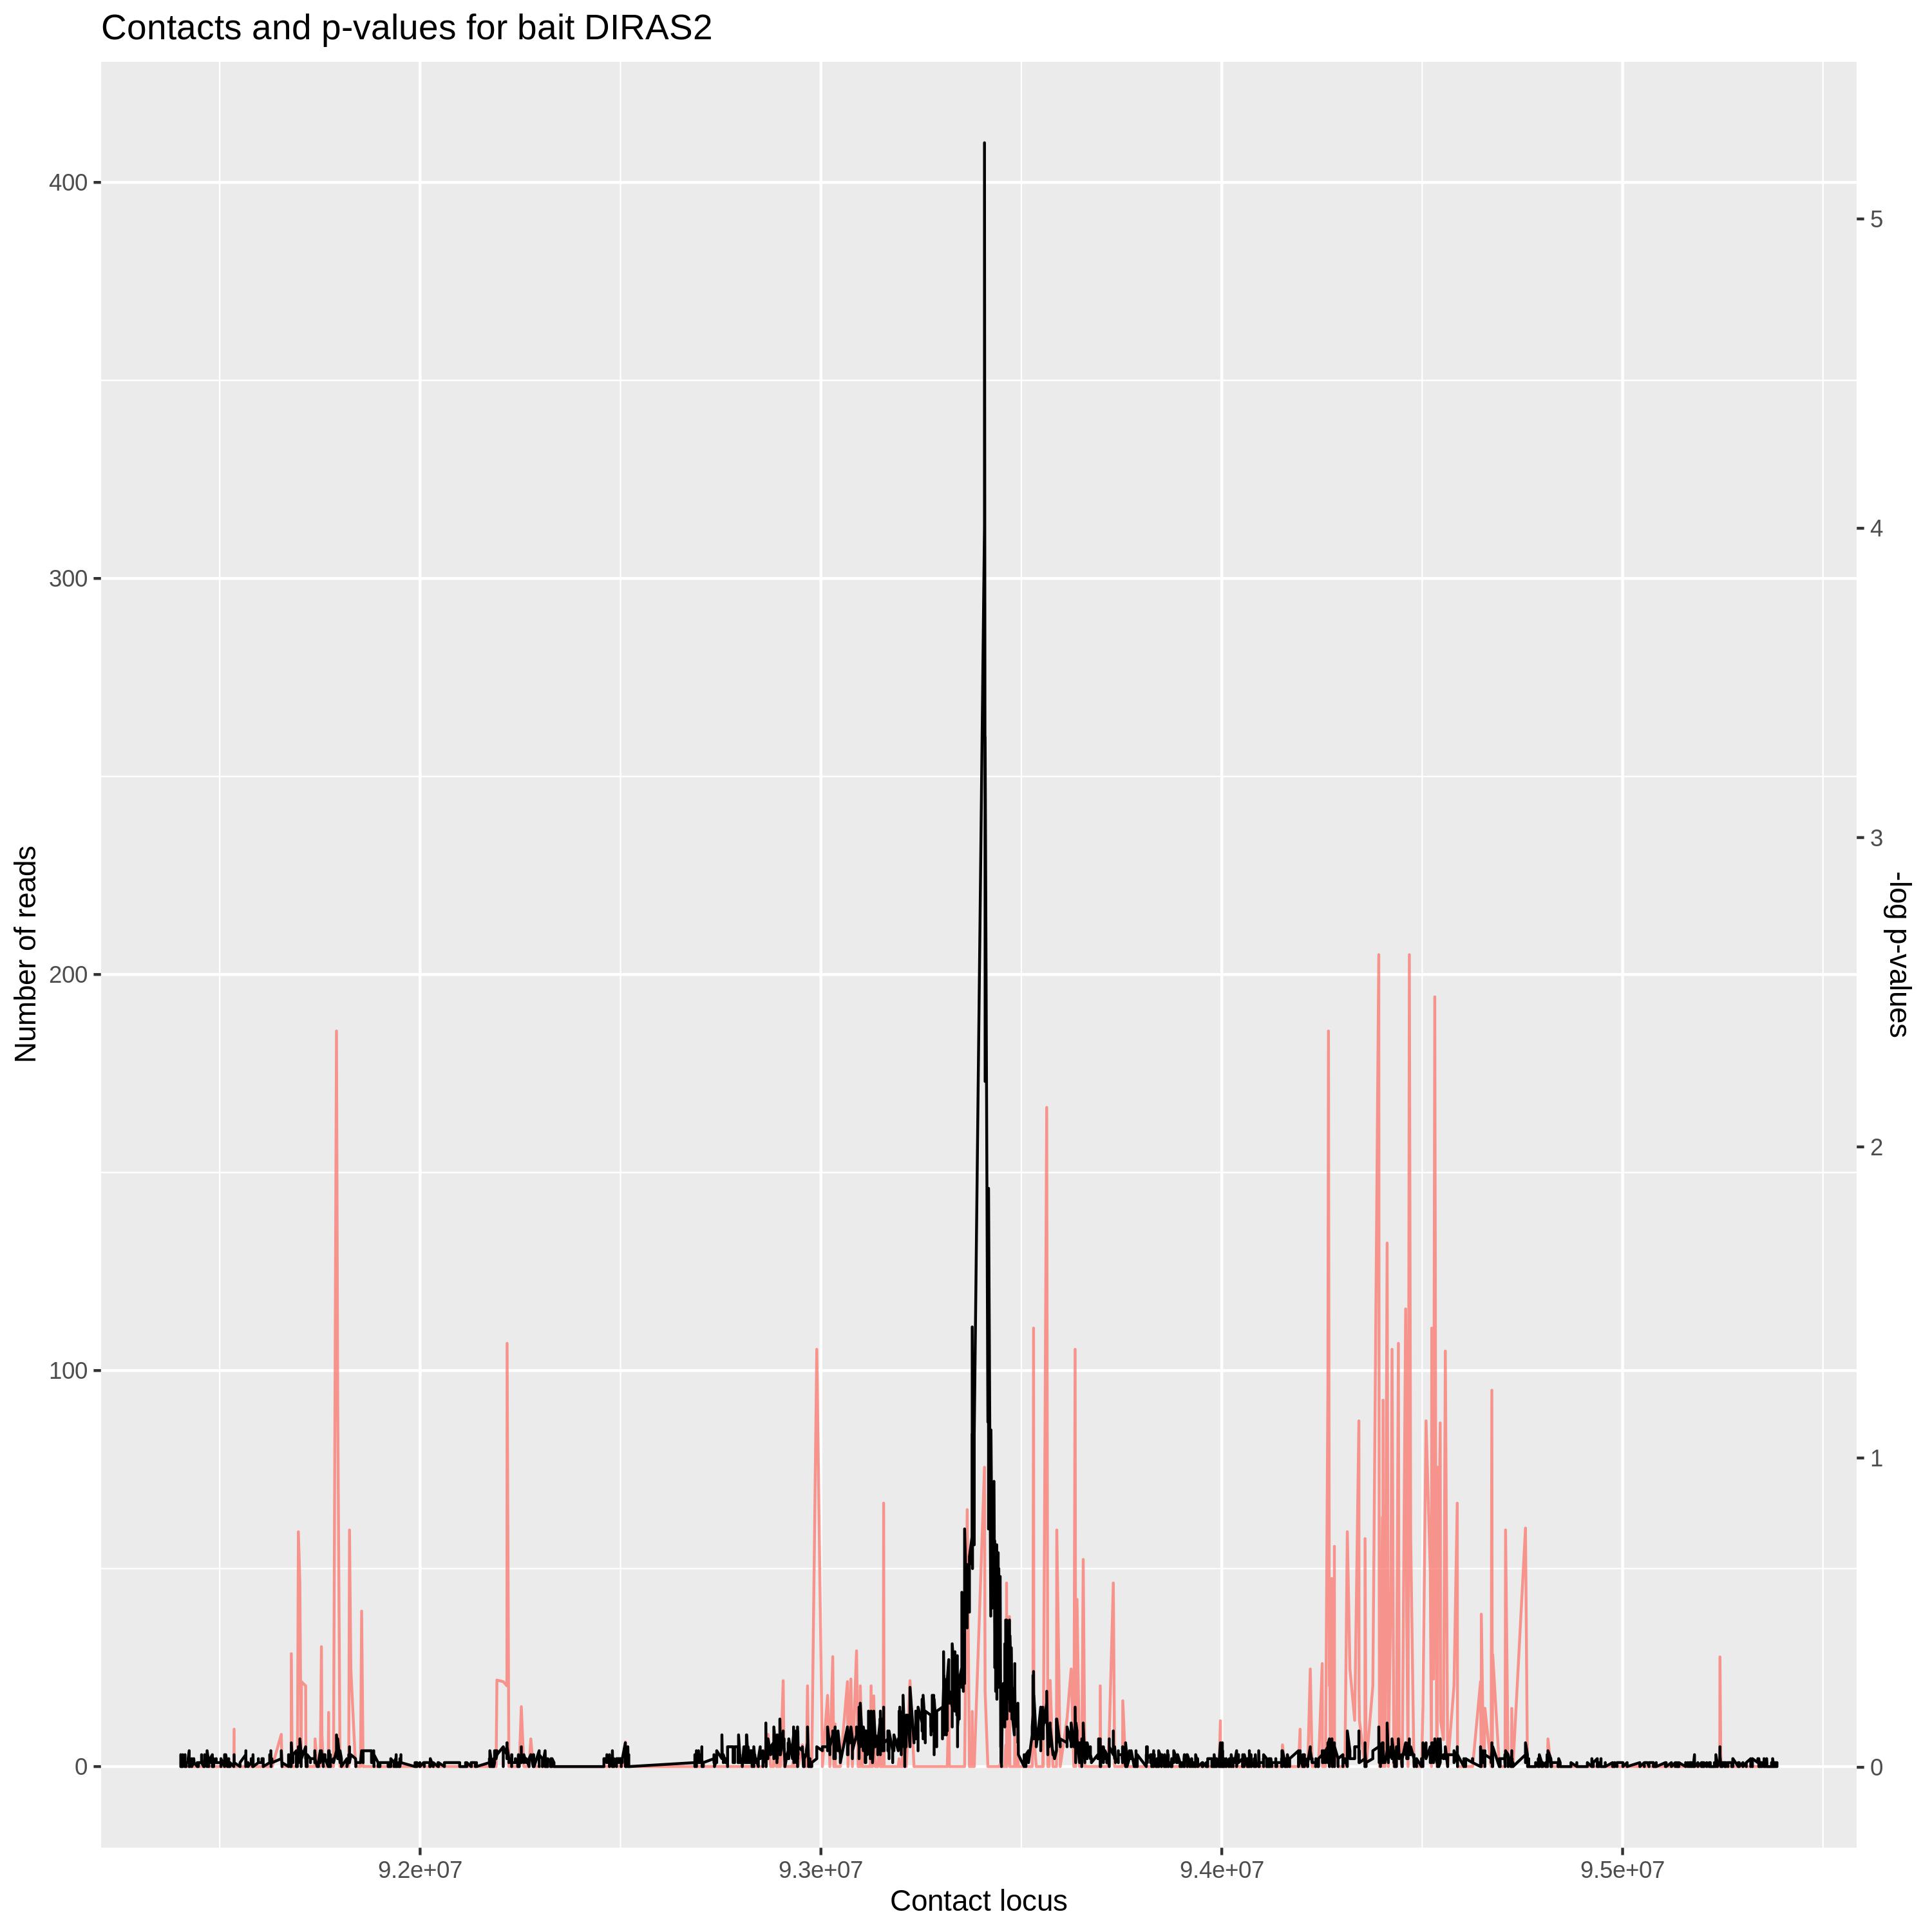 Contacts and p-values for bait DIRAS2
Number of reads
400
300
200
100
0
5
4
3
2
1
0
-log p-values
9.2e+07
9.3e+07
9.4e+07
9.5e+07
Contact locus